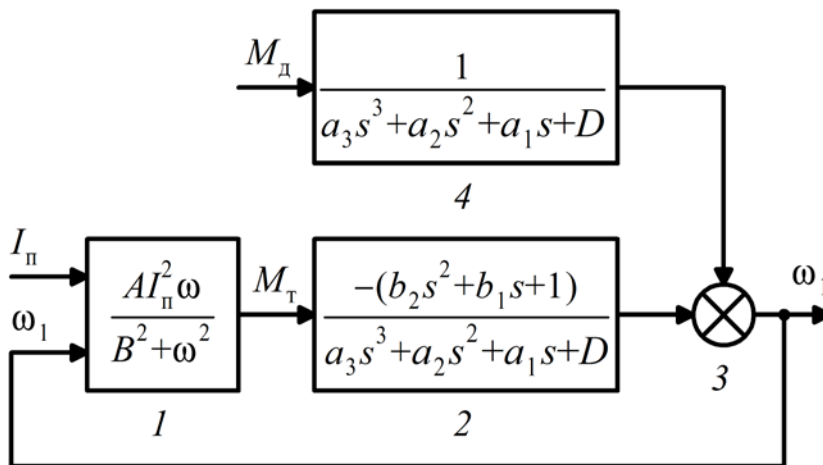 M_д
1
a_3s^3+a_2s^2+a_1s+D
4
I_п
ω_1
AI_п^2ω
B^2+ω^2
1
M_т
-(b_2s^2+b_1s+1)
a_3s^3+a_2s^2+a_1s+D
2
3
ω_1